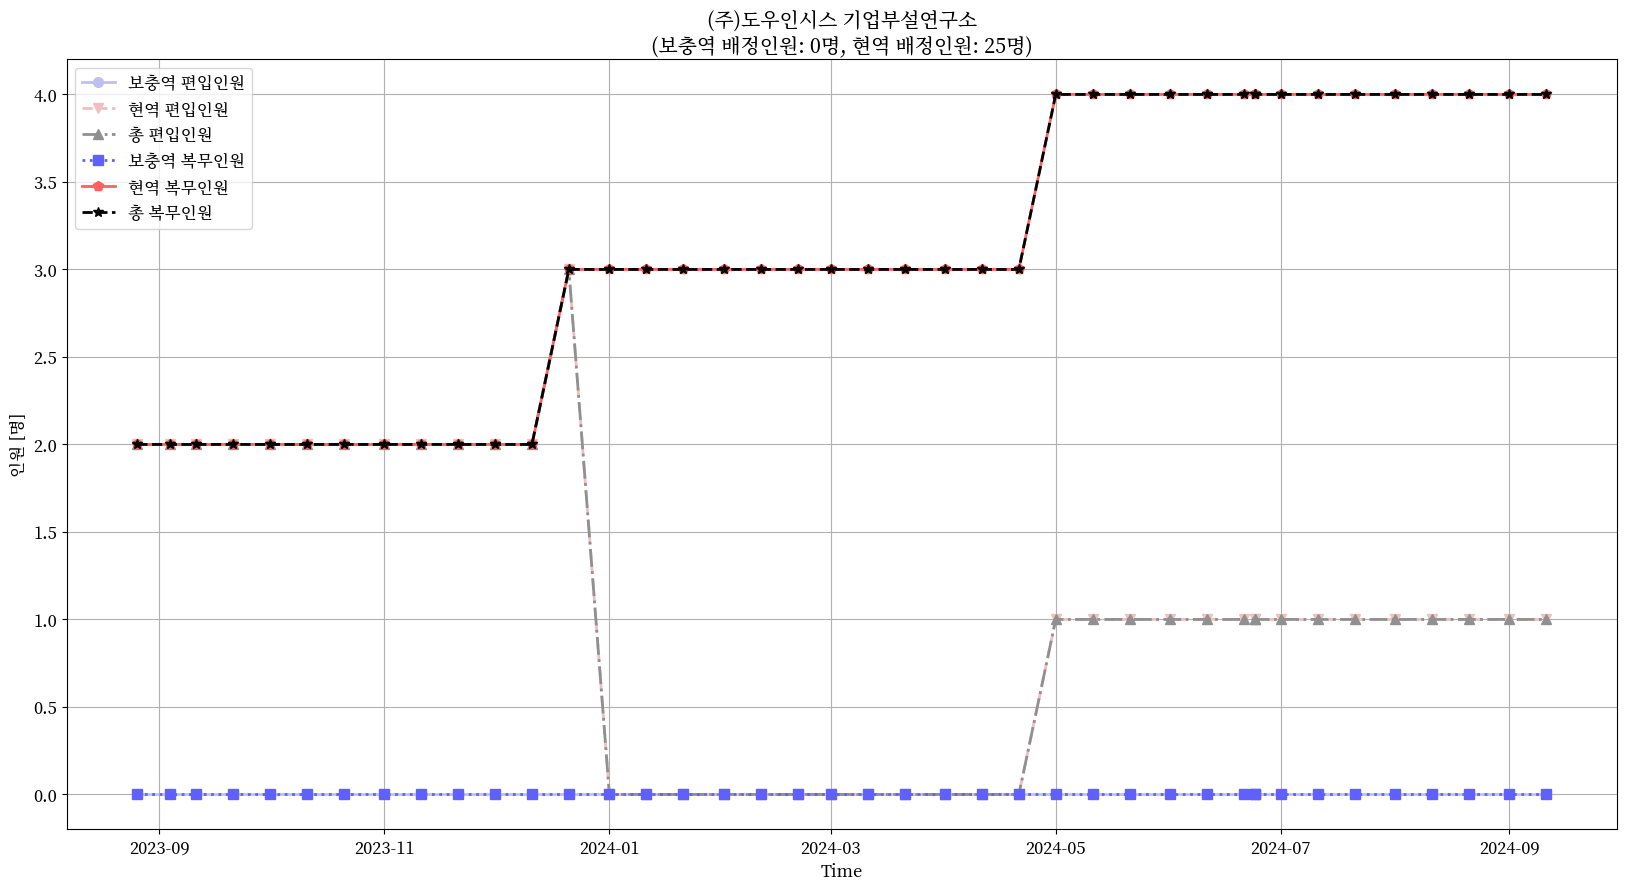 (주)도우인시스 기업부설연구소
(보충역 배정인원: 0명, 현역 배정인원: 25명)
보충역 편입인원
현역 편입인원
총 편입인원
보충역 복무인원
현역 복무인원
총 복무인원
4.0
3.5
3.0
2.5
2.0
1.5
1.0
0.5
0.0
인원 [명]
2023-09
2023-11
2024-01
2024-03
2024-05
2024-07
2024-09
Time